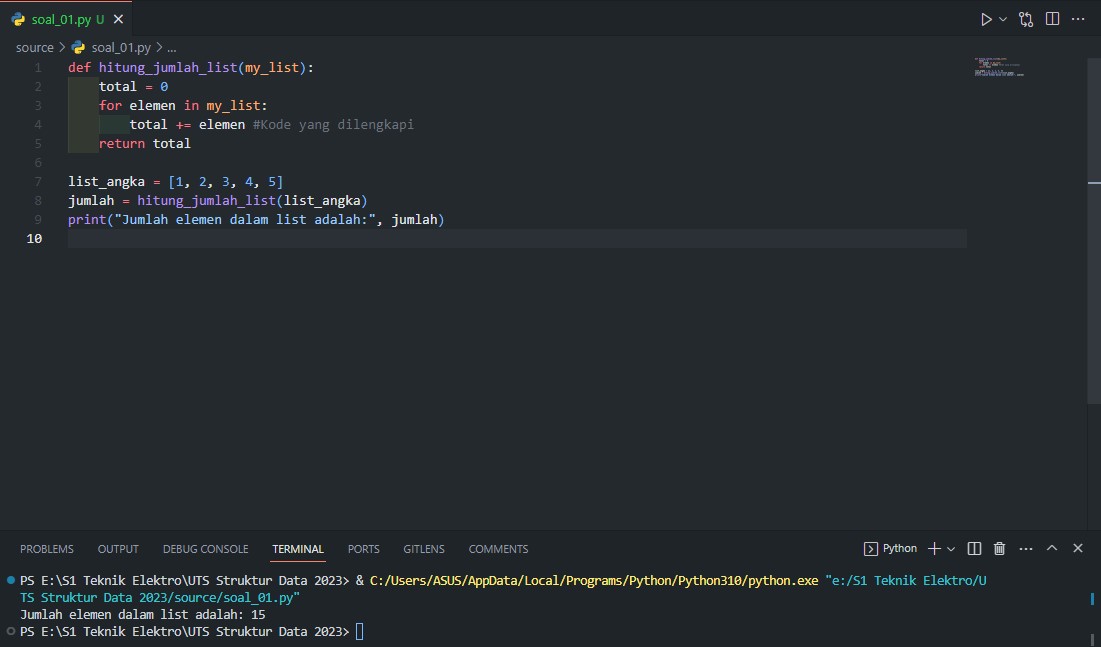 soal_01.py U
source > soal_01.py > ...
1 def hitung_jumlah_list(my_list):
2     total = 0
3     for elemen in my_list:
4         total += elemen #Kode yang dilengkapi
5     return total
6
7 list_angka = [1, 2, 3, 4, 5]
8 jumlah = hitung_jumlah_list(list_angka)
9 print("Jumlah elemen dalam list adalah:", jumlah)
10
PROBLEMS OUTPUT DEBUG CONSOLE TERMINAL PORTS GITLENS COMMENTS Python
PS E:\S1 Teknik Elektro\UTS Struktur Data 2023> & C:/Users/ASUS/AppData/Local/Programs/Python/Python310/python.exe "e:/S1 Teknik Elektro/U
TS Struktur Data 2023/source/soal_01.py"
Jumlah elemen dalam list adalah: 15
PS E:\S1 Teknik Elektro\UTS Struktur Data 2023>